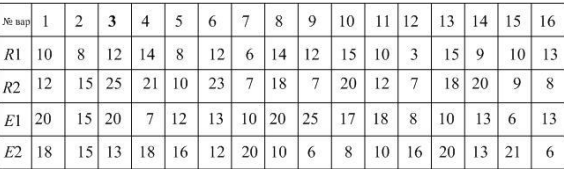 № вар 1 2 3 4 5 6 7 8 9 10 11 12 13 14 15 16
R1 10 8 12 14 8 12 6 14 12 15 10 3 15 9 10 13
R2 12 15 25 21 10 23 7 18 7 20 12 7 18 20 9 8
E1 20 15 20 7 12 13 10 20 25 17 18 8 10 13 6 13
E2 18 15 13 18 16 12 20 10 6 8 10 16 20 13 21 6